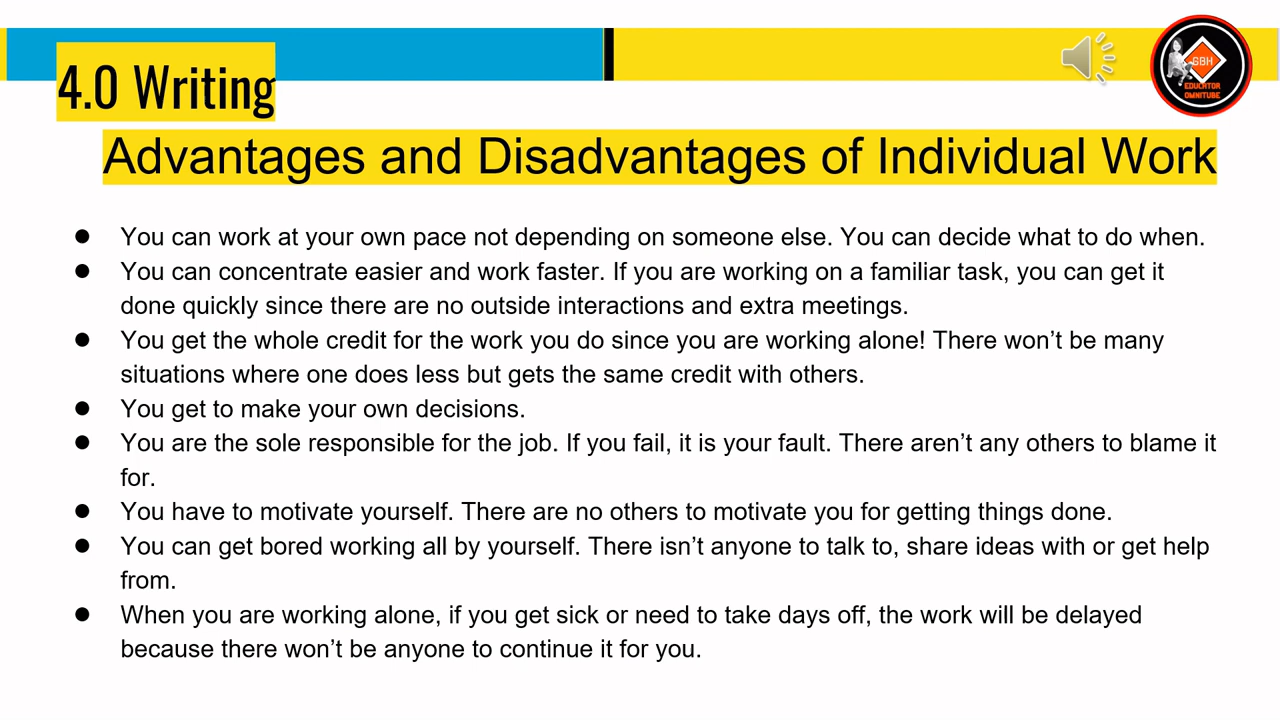 4.0 Writing
SBH
EDUCATOR
OMNITUBE
Advantages and Disadvantages of Individual Work
● You can work at your own pace not depending on someone else. You can decide what to do when.
● You can concentrate easier and work faster. If you are working on a familiar task, you can get it
done quickly since there are no outside interactions and extra meetings.
● You get the whole credit for the work you do since you are working alone! There won’t be many
situations where one does less but gets the same credit with others.
● You get to make your own decisions.
● You are the sole responsible for the job. If you fail, it is your fault. There aren’t any others to blame it
for.
● You have to motivate yourself. There are no others to motivate you for getting things done.
● You can get bored working all by yourself. There isn’t anyone to talk to, share ideas with or get help
from.
● When you are working alone, if you get sick or need to take days off, the work will be delayed
because there won’t be anyone to continue it for you.